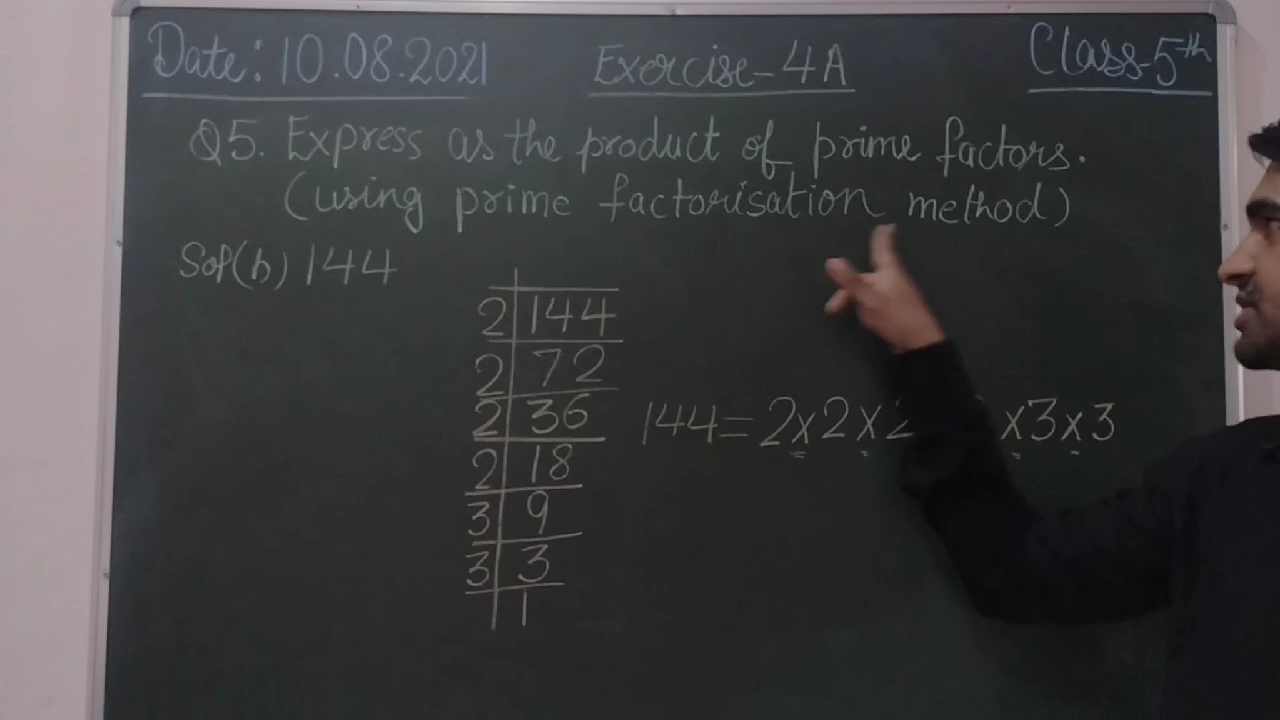 Date: 10.08.2021 Exercise-4A Class-5th
Q5. Express as the product of prime factors.
(using prime factorisation method)
Sol(b) 144
2 144
2 72
2 36
2 18
3 9
3 3
1
144=2x2x2 x3x3